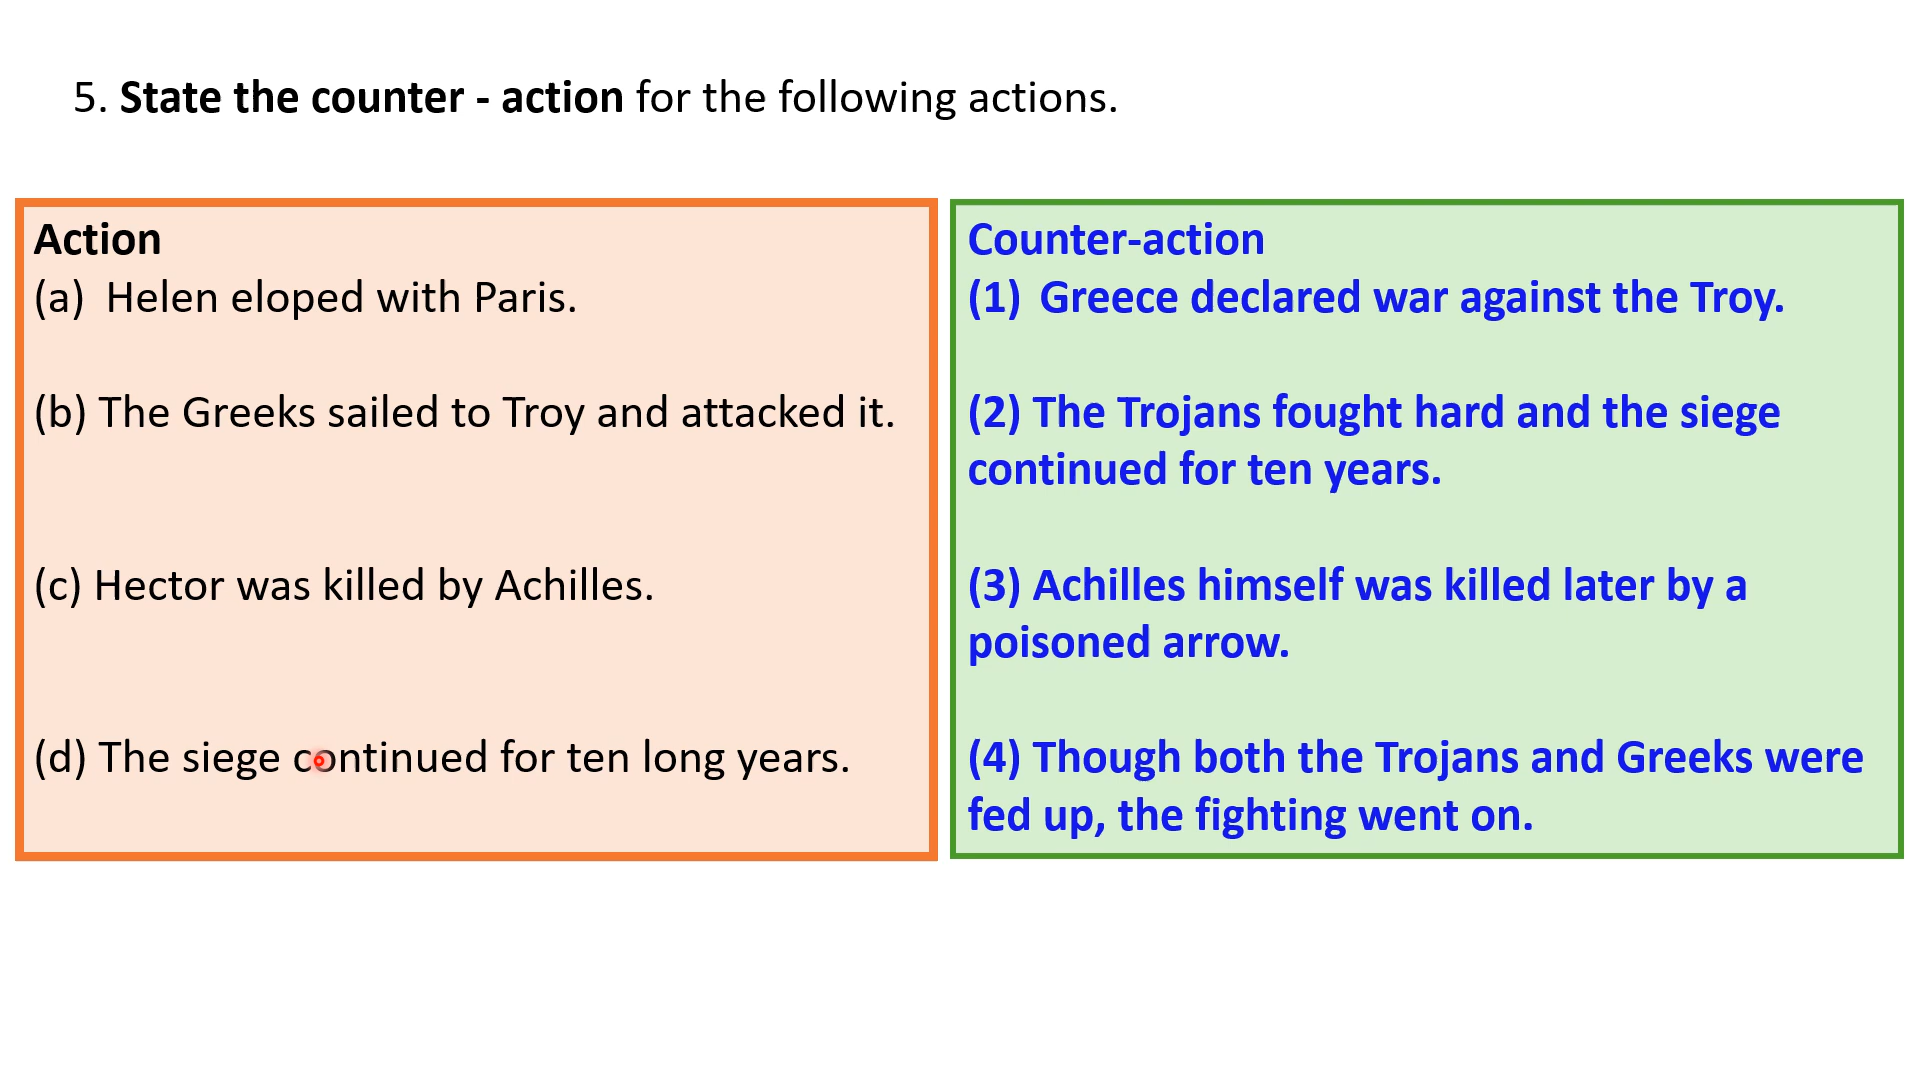 5. State the counter - action for the following actions.
Action
(a) Helen eloped with Paris.
(b) The Greeks sailed to Troy and attacked it.
(c) Hector was killed by Achilles.
(d) The siege continued for ten long years.
Counter-action
(1) Greece declared war against the Troy.
(2) The Trojans fought hard and the siege
continued for ten years.
(3) Achilles himself was killed later by a
poisoned arrow.
(4) Though both the Trojans and Greeks were
fed up, the fighting went on.